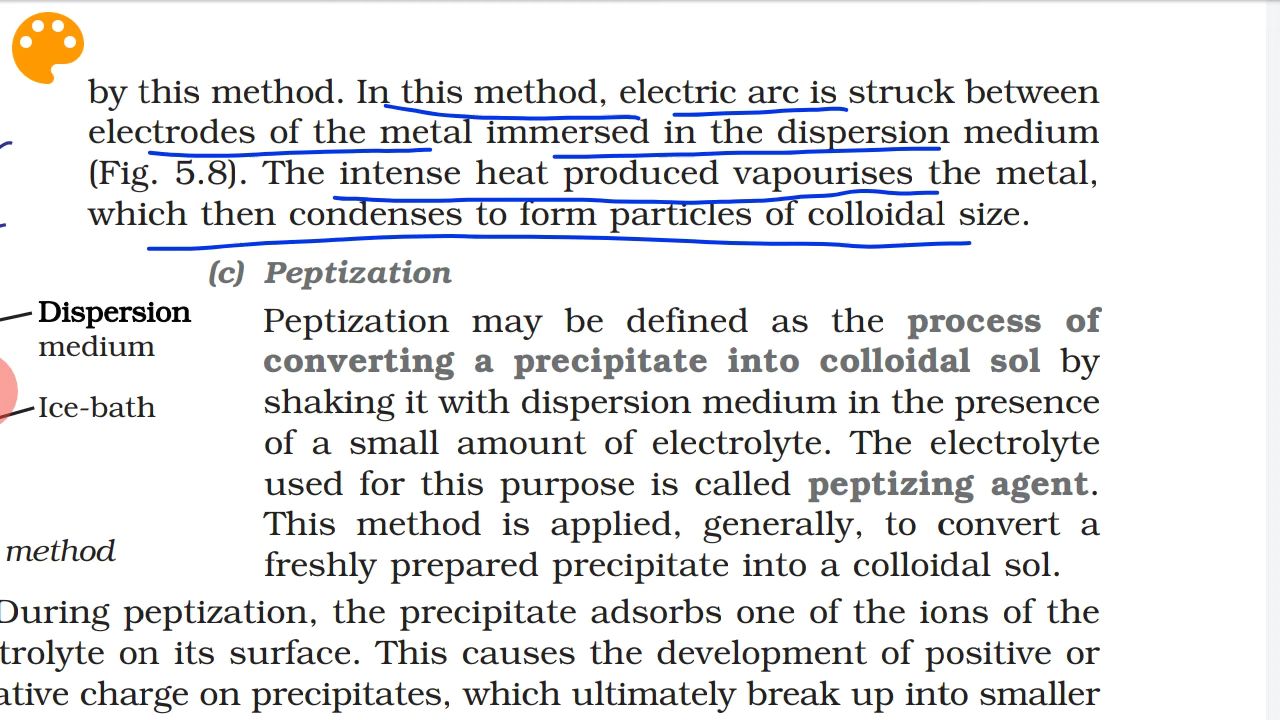 by this method. In this method, electric arc is struck between
electrodes of the metal immersed in the dispersion medium
(Fig. 5.8). The intense heat produced vapourises the metal,
which then condenses to form particles of colloidal size.
(c) Peptization
Dispersion
medium
Ice-bath
method
Peptization may be defined as the process of
converting a precipitate into colloidal sol by
shaking it with dispersion medium in the presence
of a small amount of electrolyte. The electrolyte
used for this purpose is called peptizing agent.
This method is applied, generally, to convert a
freshly prepared precipitate into a colloidal sol.
During peptization, the precipitate adsorbs one of the ions of the
trolyte on its surface. This causes the development of positive or
ative charge on precipitates, which ultimately break up into smaller